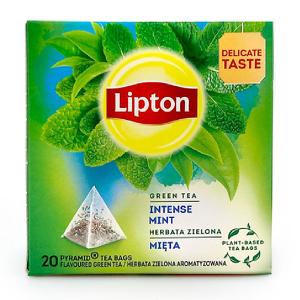 DELICATE
TASTE
Lipton
GREEN TEA
INTENSE
MINT
HERBATA ZIELONA
MIĘTA
PLANT-BASED
TEA BAGS
20 PYRAMID® TEA BAGS
FLAVOURED GREEN TEA / HERBATA ZIELONA AROMATYZOWANA